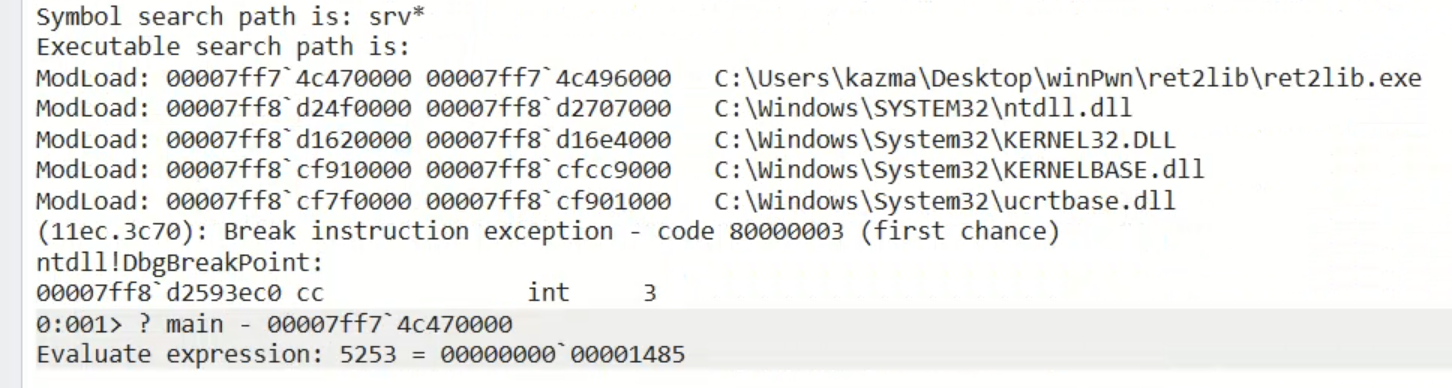 Symbol search path is: srv*
Executable search path is:
ModLoad: 00007ff7`4c470000 00007ff7`4c496000   C:\Users\kazma\Desktop\winPwn\ret2lib\ret2lib.exe
ModLoad: 00007ff8`d24f0000 00007ff8`d2707000   C:\Windows\SYSTEM32\ntdll.dll
ModLoad: 00007ff8`d1620000 00007ff8`d16e4000   C:\Windows\System32\KERNEL32.DLL
ModLoad: 00007ff8`cf910000 00007ff8`cfcc9000   C:\Windows\System32\KERNELBASE.dll
ModLoad: 00007ff8`cf7f0000 00007ff8`cf901000   C:\Windows\System32\ucrtbase.dll
(11ec.3c70): Break instruction exception - code 80000003 (first chance)
ntdll!DbgBreakPoint:
00007ff8`d2593ec0 cc              int     3
0:001> ? main - 00007ff7`4c470000
Evaluate expression: 5253 = 00000000`00001485